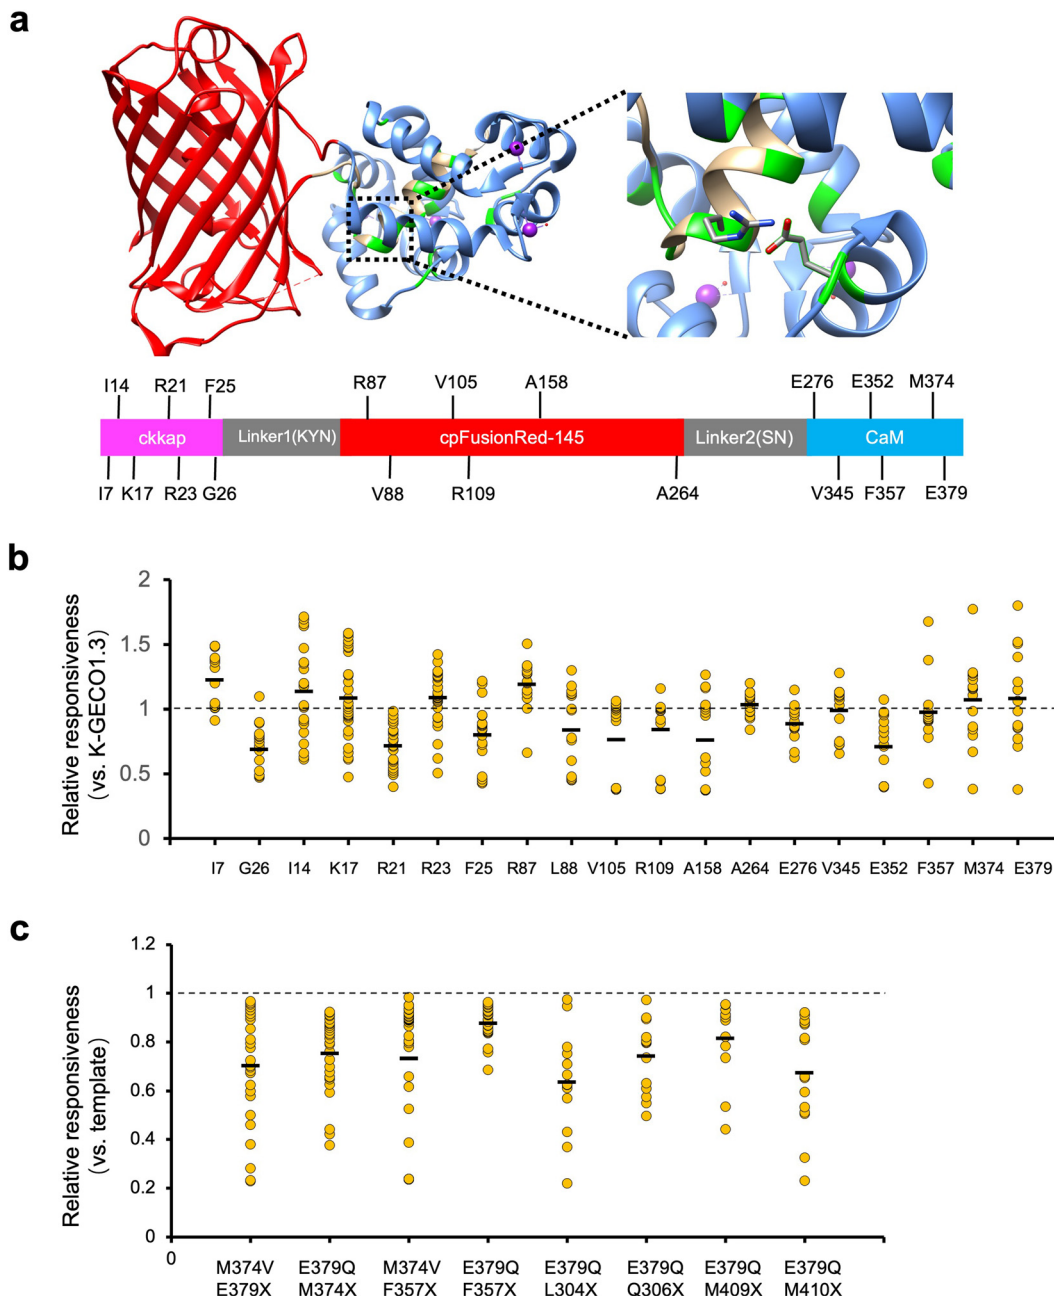 a
I14 R21 F25 R87 V105 A158 E276 E352 M374
ckkap Linker1(KYN) cpFusionRed-145 Linker2(SN) CaM
I7 K17 R23 G26 V88 R109 A264 V345 F357 E379
b
Relative responsiveness
(vs. K-GECO1.3)
2
1.5
1
0.5
0
I7 G26 I14 K17 R21 R23 F25 R87 L88 V105 R109 A158 A264 E276 V345 E352 F357 M374 E379
c
Relative responsiveness
(vs. template)
1.2
1
0.8
0.6
0.4
0.2
0
0
M374V E379Q M374V E379Q E379Q E379Q E379Q E379Q
E379X M374X F357X F357X L304X Q306X M409X M410X